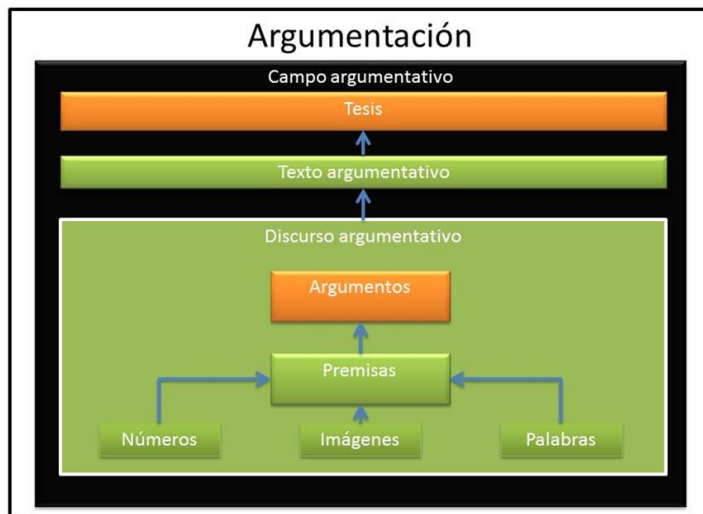 Argumentación
Campo argumentativo
Tesis
Texto argumentativo
Discurso argumentativo
Argumentos
Premisas
Números
Imágenes
Palabras